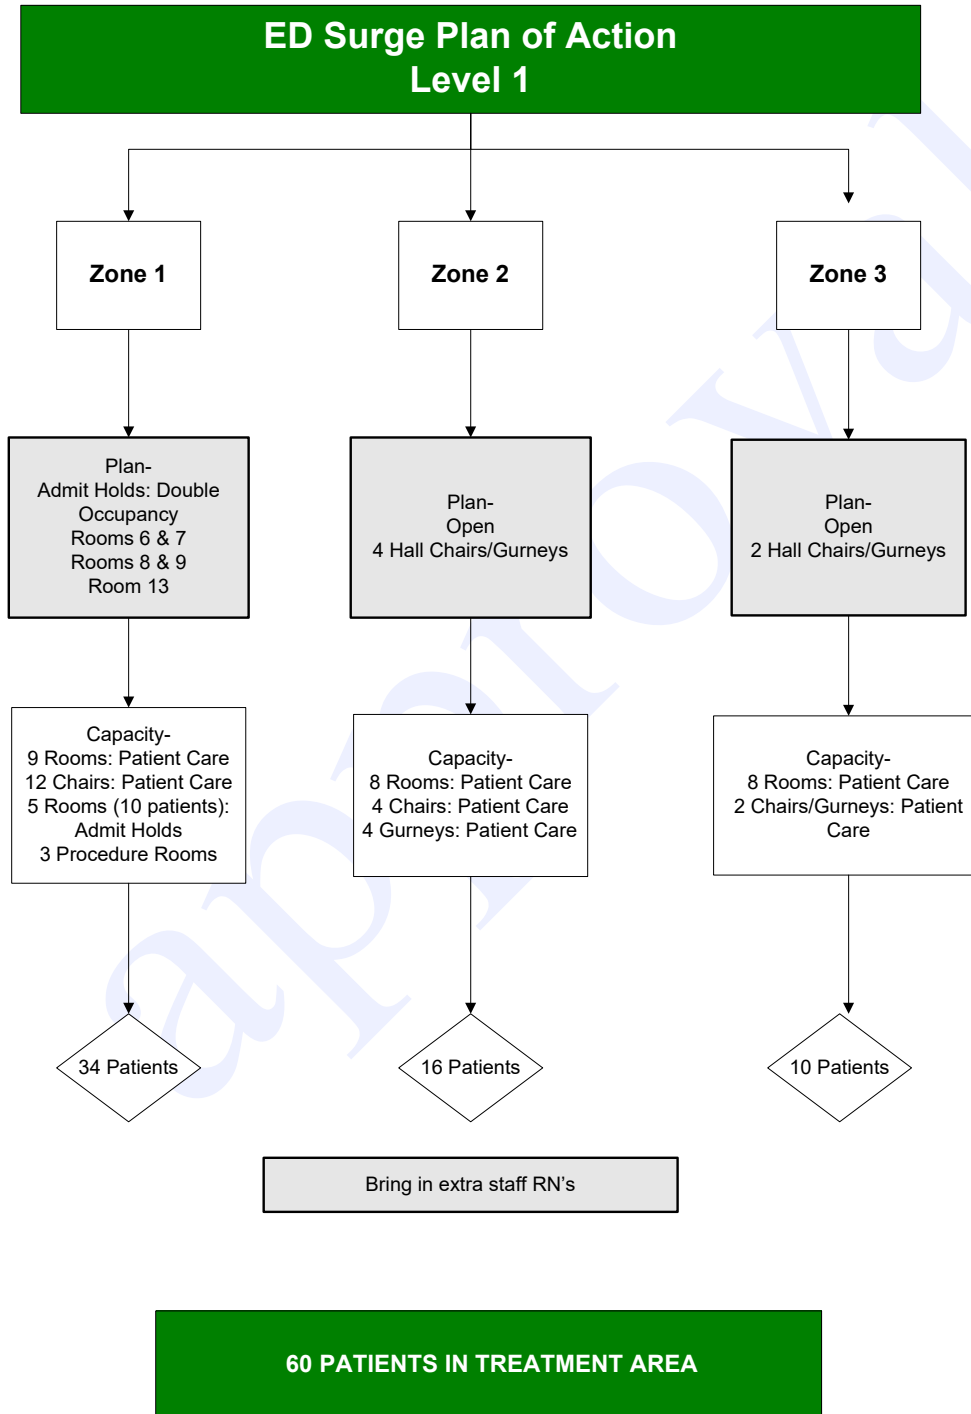 ED Surge Plan of Action
Level 1
Zone 1
Zone 2
Zone 3
Plan-
Admit Holds: Double
Occupancy
Rooms 6 & 7
Rooms 8 & 9
Room 13
Plan-
Open
4 Hall Chairs/Gurneys
Plan-
Open
2 Hall Chairs/Gurneys
Capacity-
9 Rooms: Patient Care
12 Chairs: Patient Care
5 Rooms (10 patients):
Admit Holds
3 Procedure Rooms
Capacity-
8 Rooms: Patient Care
4 Chairs: Patient Care
4 Gurneys: Patient Care
Capacity-
8 Rooms: Patient Care
2 Chairs/Gurneys: Patient
Care
34 Patients
16 Patients
10 Patients
Bring in extra staff RN’s
60 PATIENTS IN TREATMENT AREA
approval